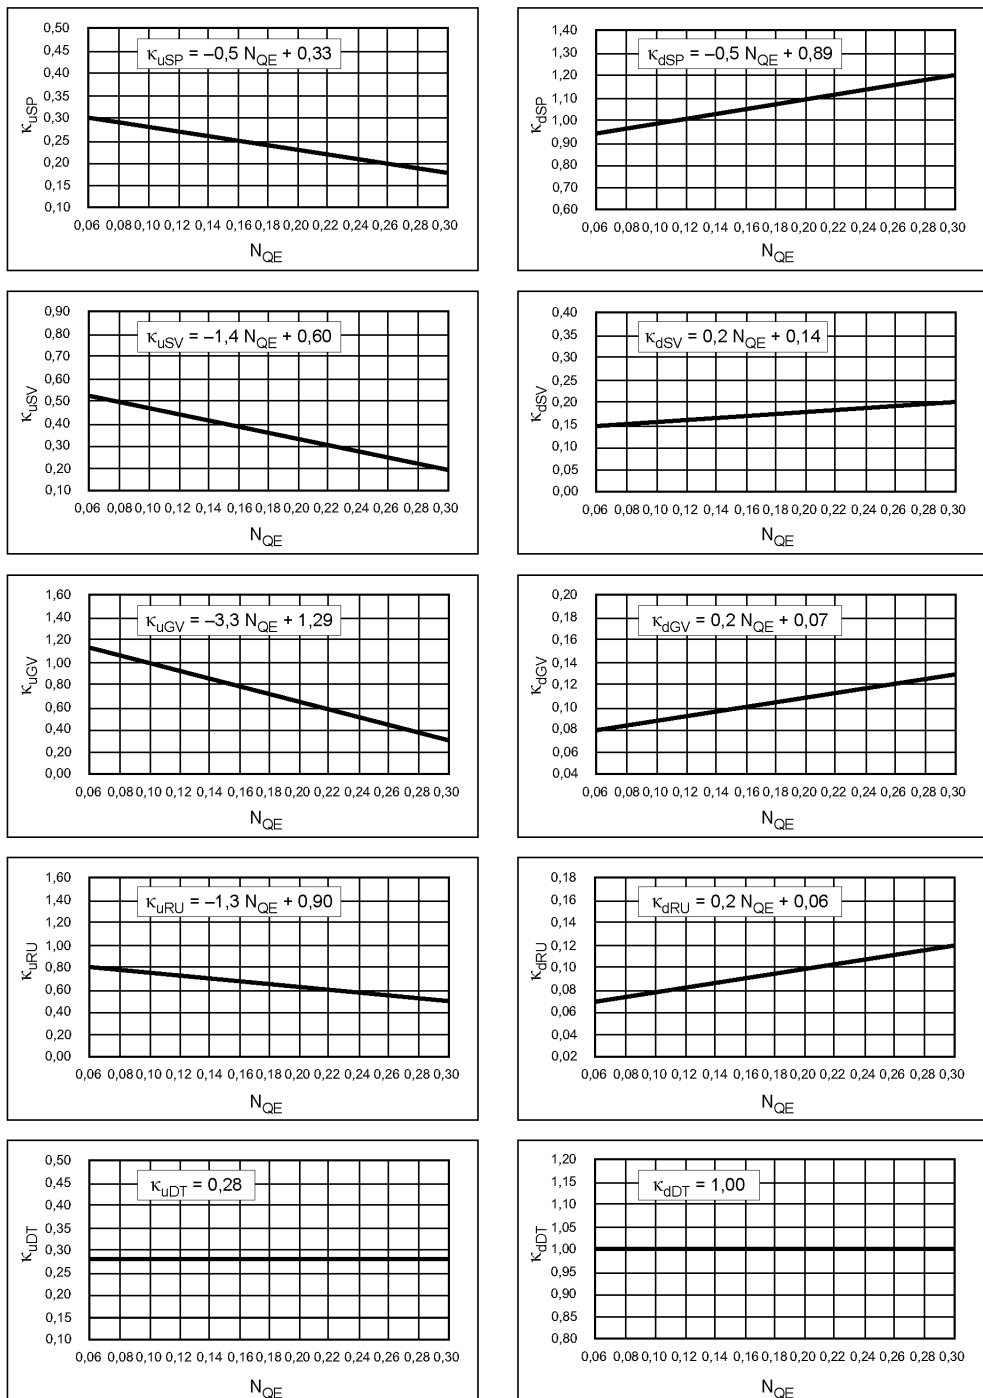 κuSP = –0,5 NQE + 0,33
κuSP
0,50
0,45
0,40
0,35
0,30
0,25
0,20
0,15
0,10
0,06 0,08 0,10 0,12 0,14 0,16 0,18 0,20 0,22 0,24 0,26 0,28 0,30
NQE
κdSP = –0,5 NQE + 0,89
κdSP
1,40
1,30
1,20
1,10
1,00
0,90
0,80
0,70
0,60
0,06 0,08 0,10 0,12 0,14 0,16 0,18 0,20 0,22 0,24 0,26 0,28 0,30
NQE
κuSV = –1,4 NQE + 0,60
κuSV
0,90
0,80
0,70
0,60
0,50
0,40
0,30
0,20
0,10
0,06 0,08 0,10 0,12 0,14 0,16 0,18 0,20 0,22 0,24 0,26 0,28 0,30
NQE
κdSV = 0,2 NQE + 0,14
κdSV
0,40
0,35
0,30
0,25
0,20
0,15
0,10
0,05
0,00
0,06 0,08 0,10 0,12 0,14 0,16 0,18 0,20 0,22 0,24 0,26 0,28 0,30
NQE
κuGV = –3,3 NQE + 1,29
κuGV
1,60
1,40
1,20
1,00
0,80
0,60
0,40
0,20
0,00
0,06 0,08 0,10 0,12 0,14 0,16 0,18 0,20 0,22 0,24 0,26 0,28 0,30
NQE
κdGV = 0,2 NQE + 0,07
κdGV
0,20
0,18
0,16
0,14
0,12
0,10
0,08
0,06
0,04
0,06 0,08 0,10 0,12 0,14 0,16 0,18 0,20 0,22 0,24 0,26 0,28 0,30
NQE
κuRU = –1,3 NQE + 0,90
κuRU
1,60
1,40
1,20
1,00
0,80
0,60
0,40
0,20
0,00
0,06 0,08 0,10 0,12 0,14 0,16 0,18 0,20 0,22 0,24 0,26 0,28 0,30
NQE
κdRU = 0,2 NQE + 0,06
κdRU
0,18
0,16
0,14
0,12
0,10
0,08
0,06
0,04
0,02
0,06 0,08 0,10 0,12 0,14 0,16 0,18 0,20 0,22 0,24 0,26 0,28 0,30
NQE
κuDT = 0,28
κuDT
0,50
0,45
0,40
0,35
0,30
0,25
0,20
0,15
0,10
0,06 0,08 0,10 0,12 0,14 0,16 0,18 0,20 0,22 0,24 0,26 0,28 0,30
NQE
κdDT = 1,00
κdDT
1,20
1,15
1,10
1,05
1,00
0,95
0,90
0,85
0,80
0,06 0,08 0,10 0,12 0,14 0,16 0,18 0,20 0,22 0,24 0,26 0,28 0,30
NQE